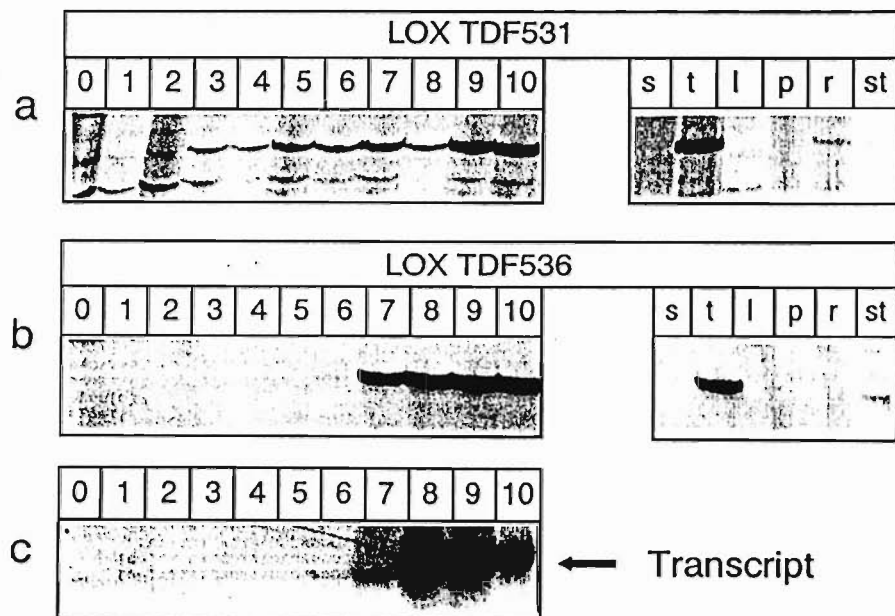 LOX TDF531
0 1 2 3 4 5 6 7 8 9 10 s t l p r st
a
LOX TDF536
0 1 2 3 4 5 6 7 8 9 10 s t l p r st
b
0 1 2 3 4 5 6 7 8 9 10
c
Transcript